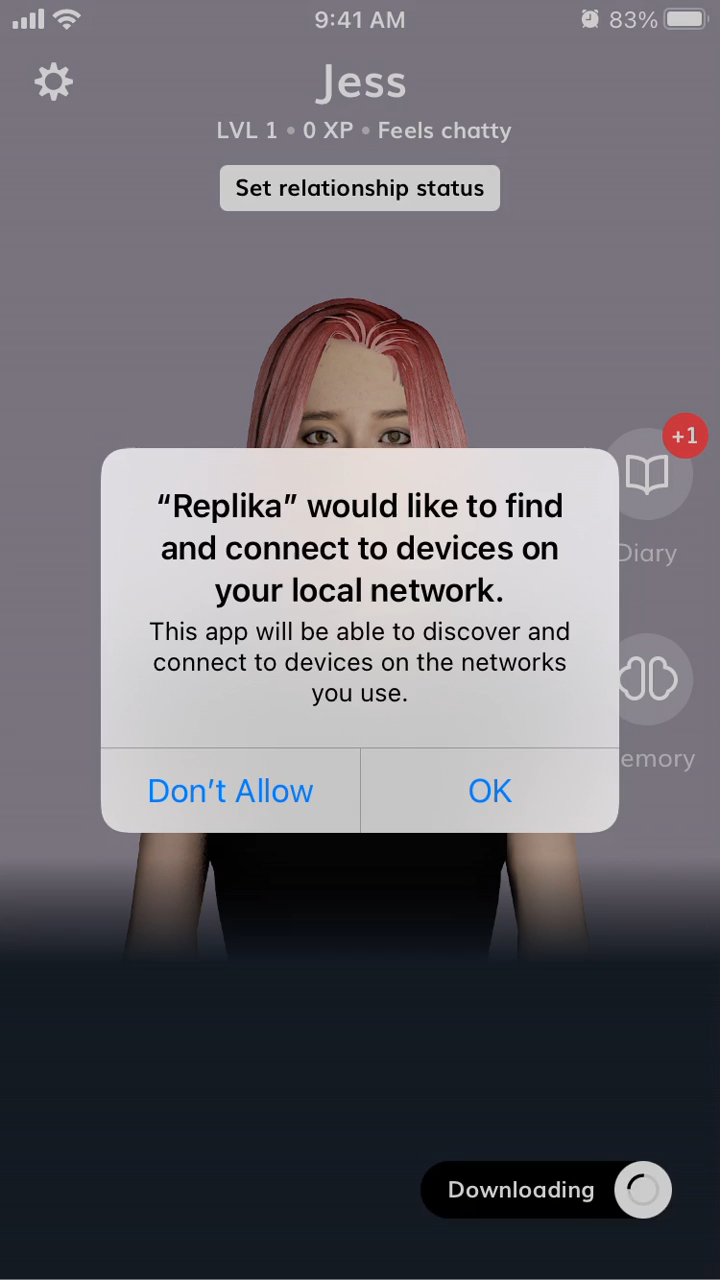 9:41 AM
83%
Jess
LVL 1 • 0 XP • Feels chatty
Set relationship status
+1
“Replika” would like to find
and connect to devices on
your local network.
This app will be able to discover and
connect to devices on the networks
you use.
Diary
emory
Don’t Allow
OK
Downloading